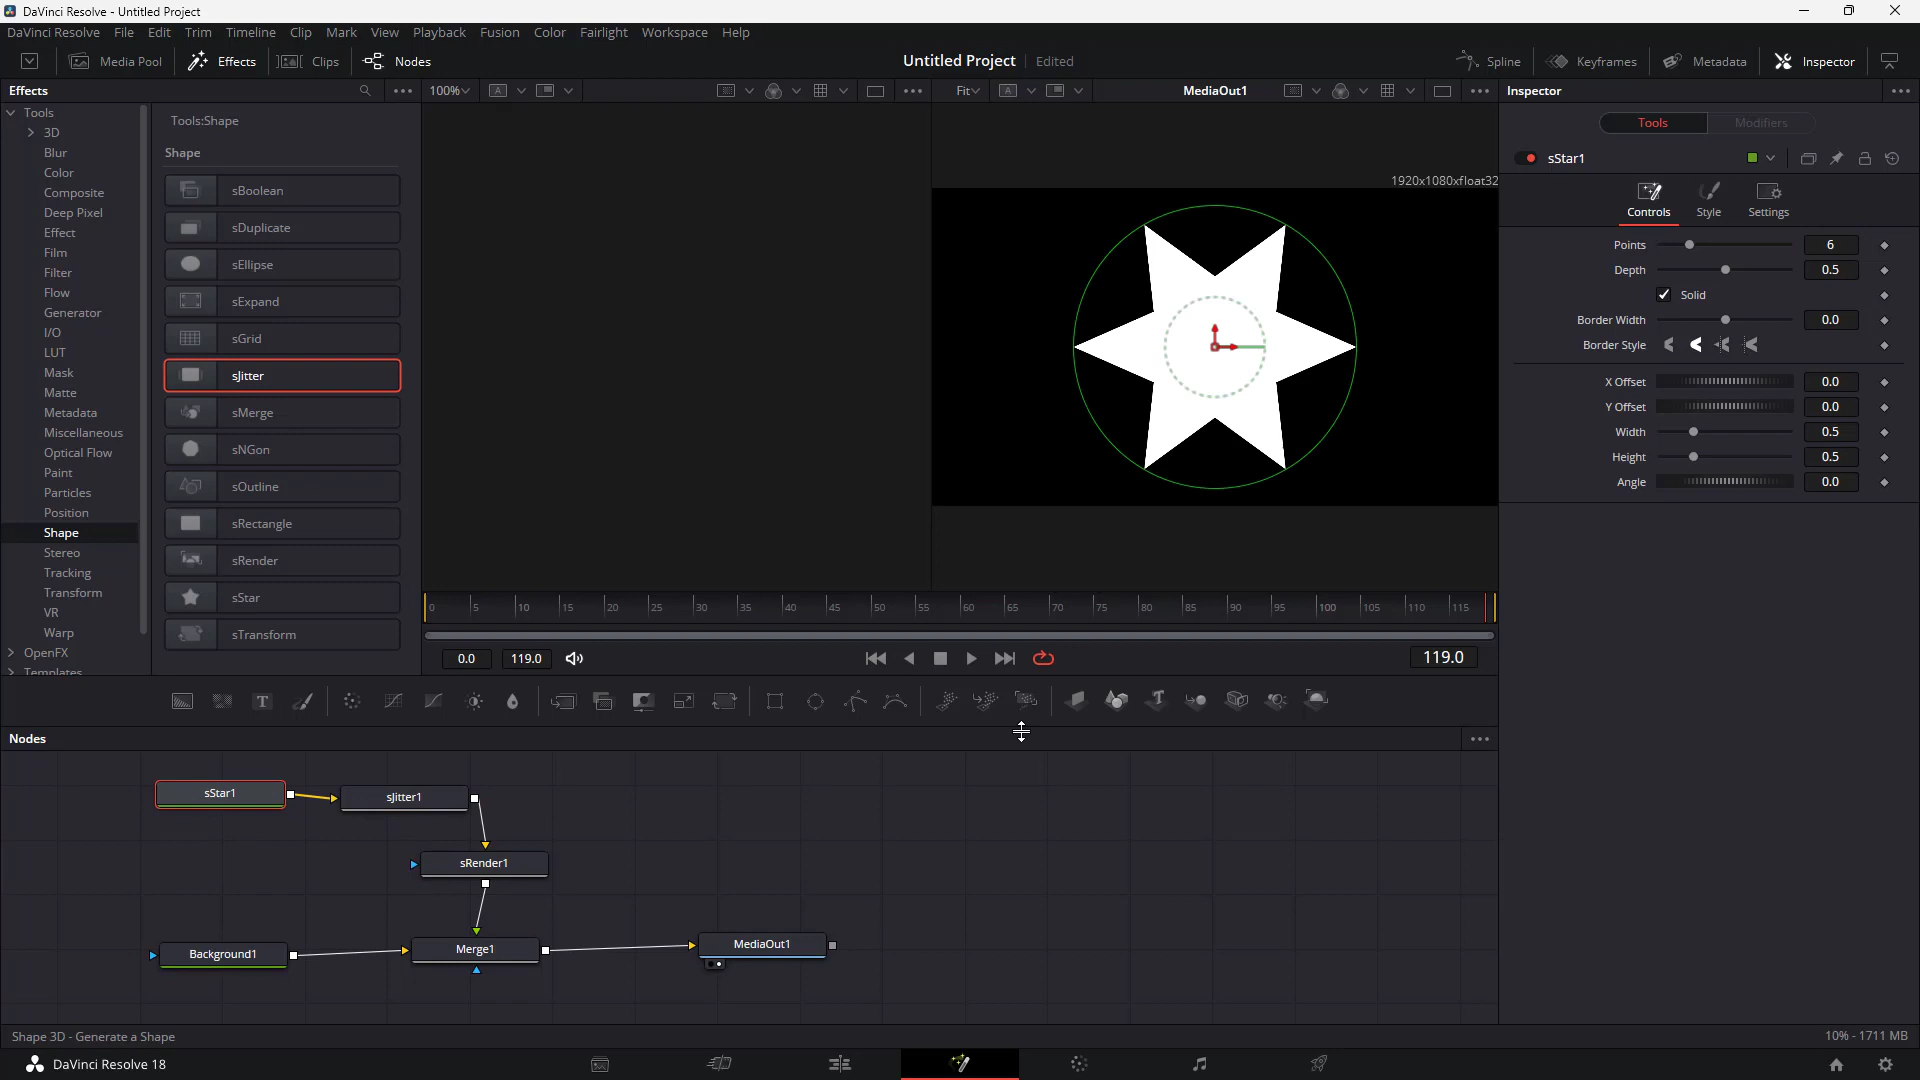 DaVinci Resolve - Untitled Project
DaVinci Resolve File Edit Trim Timeline Clip Mark View Playback Fusion Color Fairlight Workspace Help
Media Pool Effects Clips Nodes Untitled Project Edited Spline Keyframes Metadata Inspector
Effects 100% A Fit A MediaOut1 Inspector
Tools
3D
Blur
Color
Composite
Deep Pixel
Effect
Film
Filter
Flow
Generator
I/O
LUT
Mask
Matte
Metadata
Miscellaneous
Optical Flow
Paint
Particles
Position
Shape
Stereo
Tracking
Transform
VR
Warp
OpenFX
Templates
Tools:Shape
Shape
sBoolean
sDuplicate
sEllipse
sExpand
sGrid
sJitter
sMerge
sNGon
sOutline
sRectangle
sRender
sStar
sTransform
1920x1080xfloat32
0 5 10 15 20 25 30 35 40 45 50 55 60 65 70 75 80 85 90 95 100 105 110 115
0.0 119.0 119.0
Tools Modifiers
sStar1
Controls Style Settings
Points 6
Depth 0.5
Solid
Border Width 0.0
Border Style
X Offset 0.0
Y Offset 0.0
Width 0.5
Height 0.5
Angle 0.0
Nodes
sStar1
sJitter1
sRender1
Background1
Merge1
MediaOut1
Shape 3D - Generate a Shape 10% - 1711 MB
DaVinci Resolve 18